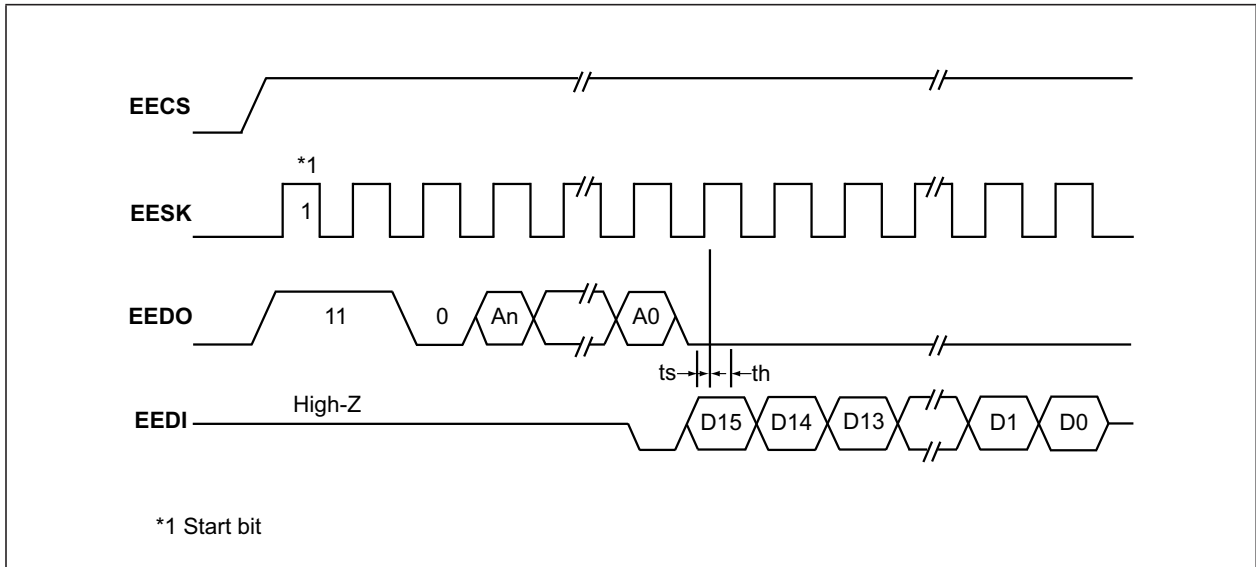 EECS
*1
EESK
1
EEDO
11 0 An A0
ts th
EEDI
High-Z
D15 D14 D13 D1 D0
*1 Start bit